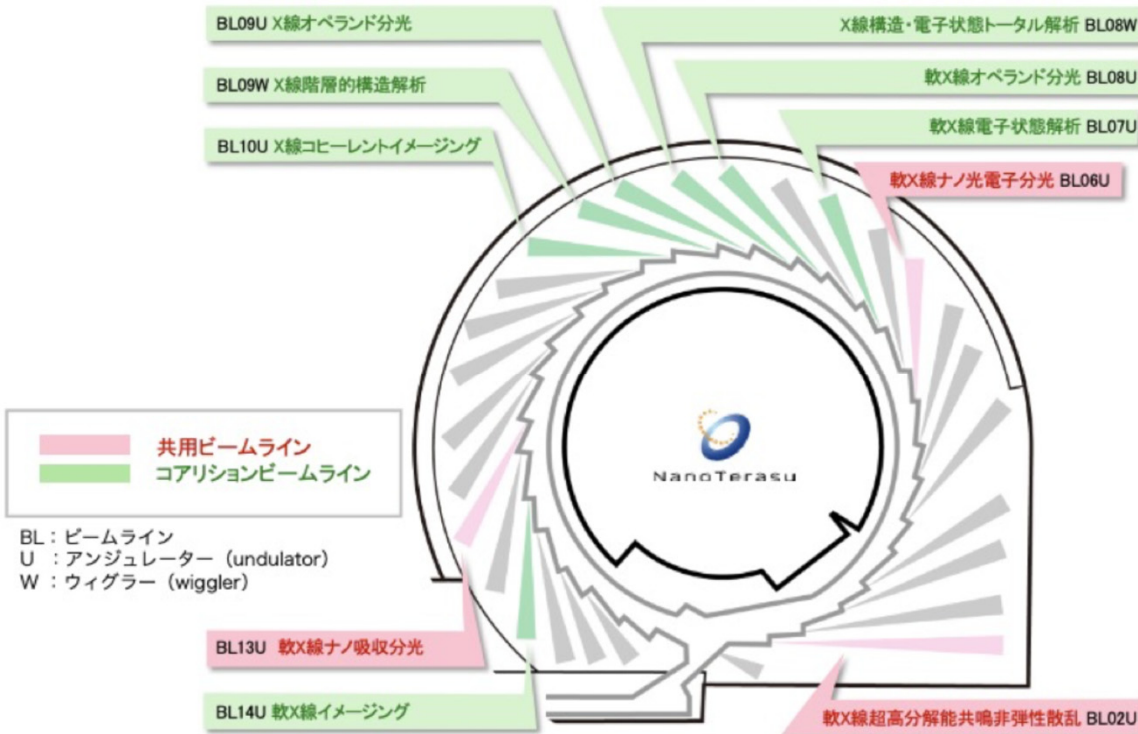 BL09U X線オペランド分光
BL09W X線階層的構造解析
BL10U X線コヒーレントイメージング
X線構造・電子状態トータル解析 BL08W
軟X線オペランド分光 BL08U
軟X線電子状態解析 BL07U
軟X線ナノ光電子分光 BL06U
NanoTerasu
共用ビームライン
コアリションビームライン
BL：ビームライン
U ：アンジュレーター（undulator）
W ：ウィグラー（wiggler）
BL13U 軟X線ナノ吸収分光
BL14U 軟X線イメージング
軟X線超高分解能共鳴非弾性散乱 BL02U